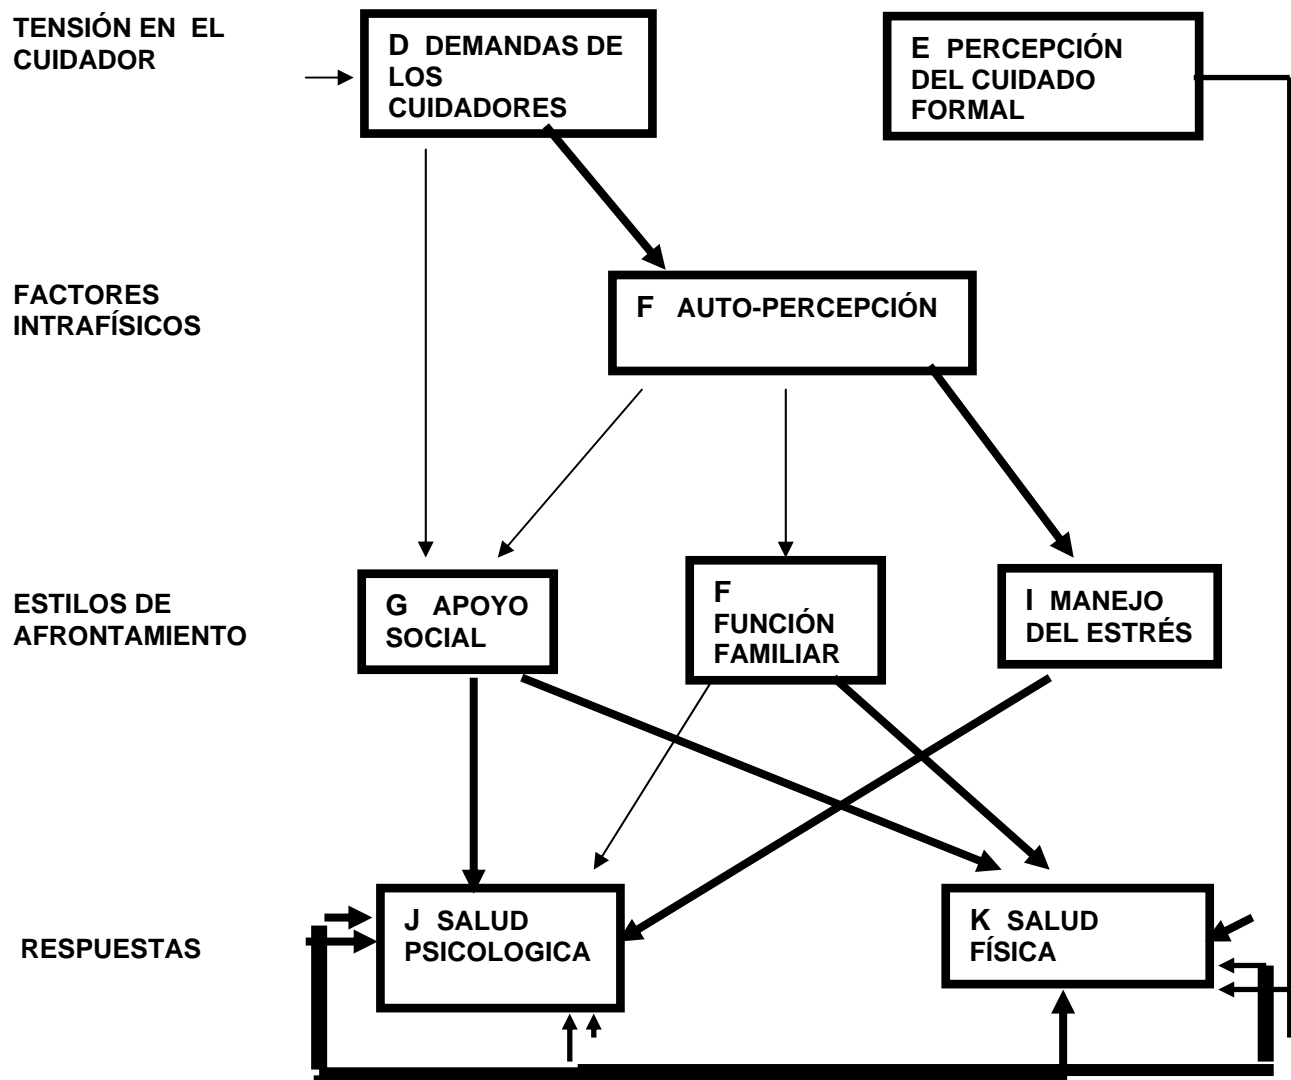 TENSIÓN EN EL
CUIDADOR
D DEMANDAS DE
LOS
CUIDADORES
E PERCEPCIÓN
DEL CUIDADO
FORMAL
FACTORES
INTRAFÍSICOS
F AUTO-PERCEPCIÓN
ESTILOS DE
AFRONTAMIENTO
G APOYO
SOCIAL
F
FUNCIÓN
FAMILIAR
I MANEJO
DEL ESTRÉS
RESPUESTAS
J SALUD
PSICOLOGICA
K SALUD
FÍSICA